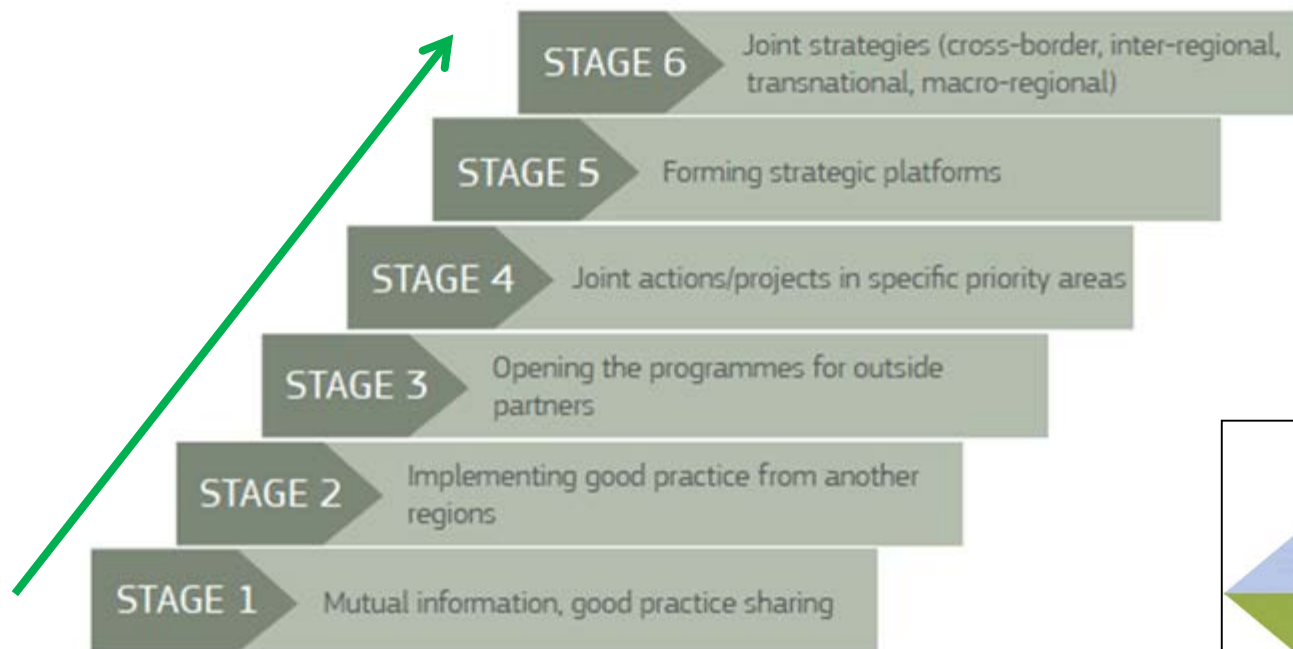 STAGE 6
Joint strategies (cross-border, inter-regional,
transnational, macro-regional)
STAGE 5
Forming strategic platforms
STAGE 4
Joint actions/projects in specific priority areas
STAGE 3
Opening the programmes for outside
partners
STAGE 2
Implementing good practice from another
regions
STAGE 1
Mutual information, good practice sharing